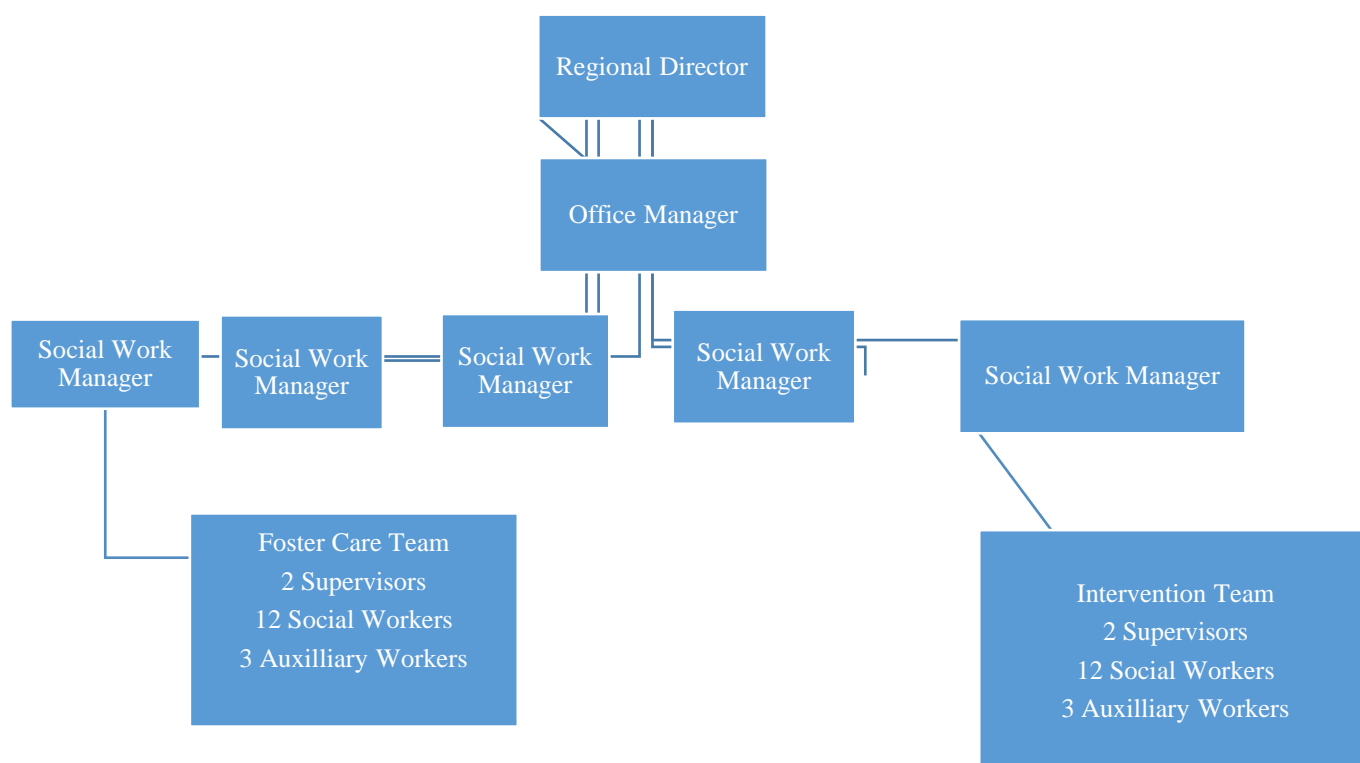 Regional Director
Office Manager
Social Work
Manager
Social Work
Manager
Social Work
Manager
Social Work
Manager
Social Work Manager
Foster Care Team
2 Supervisors
12 Social Workers
3 Auxilliary Workers
Intervention Team
2 Supervisors
12 Social Workers
3 Auxilliary Workers